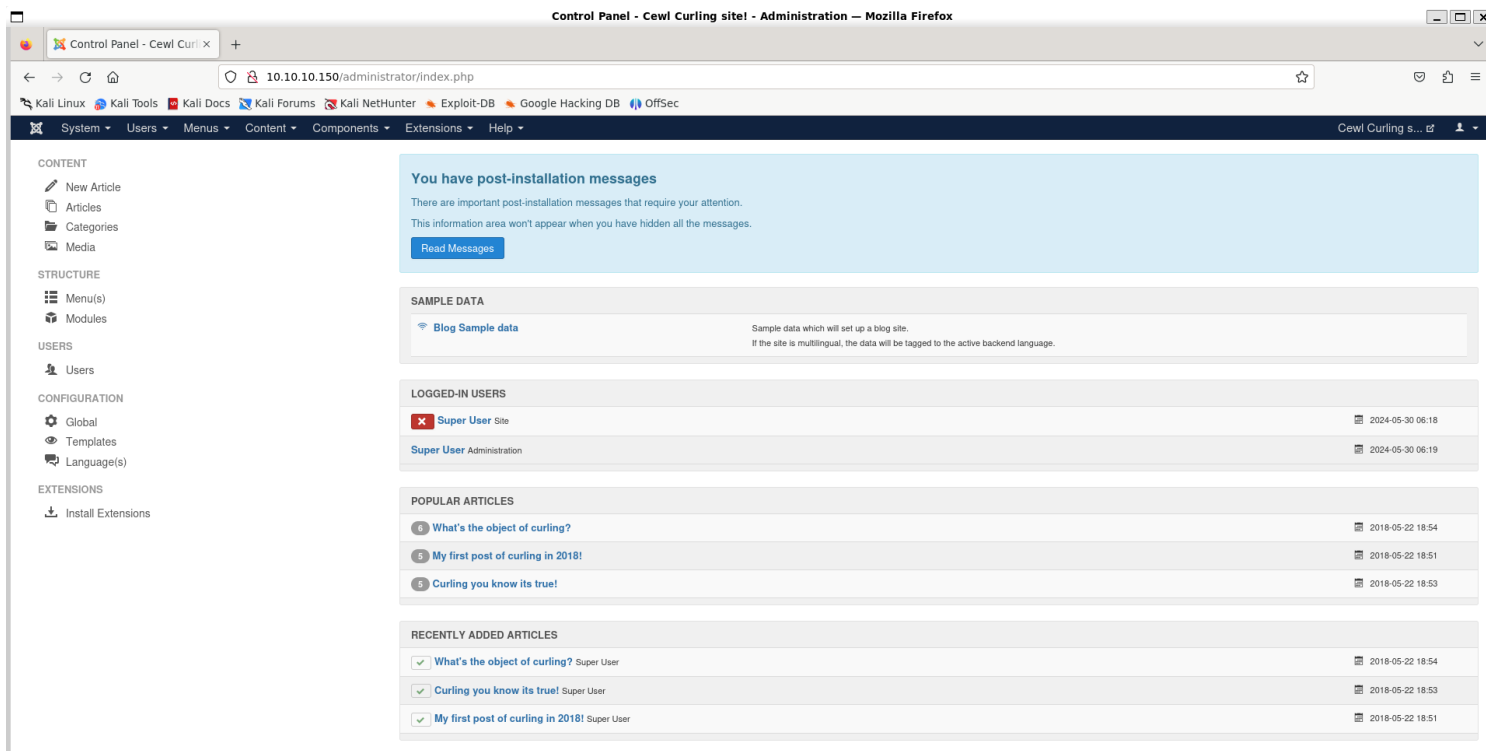 Control Panel - Cewl Curling site! - Administration — Mozilla Firefox
Control Panel - Cewl Curli
10.10.10.150/administrator/index.php
Kali Linux Kali Tools Kali Docs Kali Forums Kali NetHunter Exploit-DB Google Hacking DB OffSec
System Users Menus Content Components Extensions Help Cewl Curling s...
CONTENT
New Article
Articles
Categories
Media
STRUCTURE
Menu(s)
Modules
USERS
Users
CONFIGURATION
Global
Templates
Language(s)
EXTENSIONS
Install Extensions
You have post-installation messages
There are important post-installation messages that require your attention.
This information area won't appear when you have hidden all the messages.
Read Messages
SAMPLE DATA
Blog Sample data Sample data which will set up a blog site.
If the site is multilingual, the data will be tagged to the active backend language.
LOGGED-IN USERS
Super User Site 2024-05-30 06:18
Super User Administration 2024-05-30 06:19
POPULAR ARTICLES
6 What's the object of curling? 2018-05-22 18:54
5 My first post of curling in 2018! 2018-05-22 18:51
5 Curling you know its true! 2018-05-22 18:53
RECENTLY ADDED ARTICLES
What's the object of curling? Super User 2018-05-22 18:54
Curling you know its true! Super User 2018-05-22 18:53
My first post of curling in 2018! Super User 2018-05-22 18:51